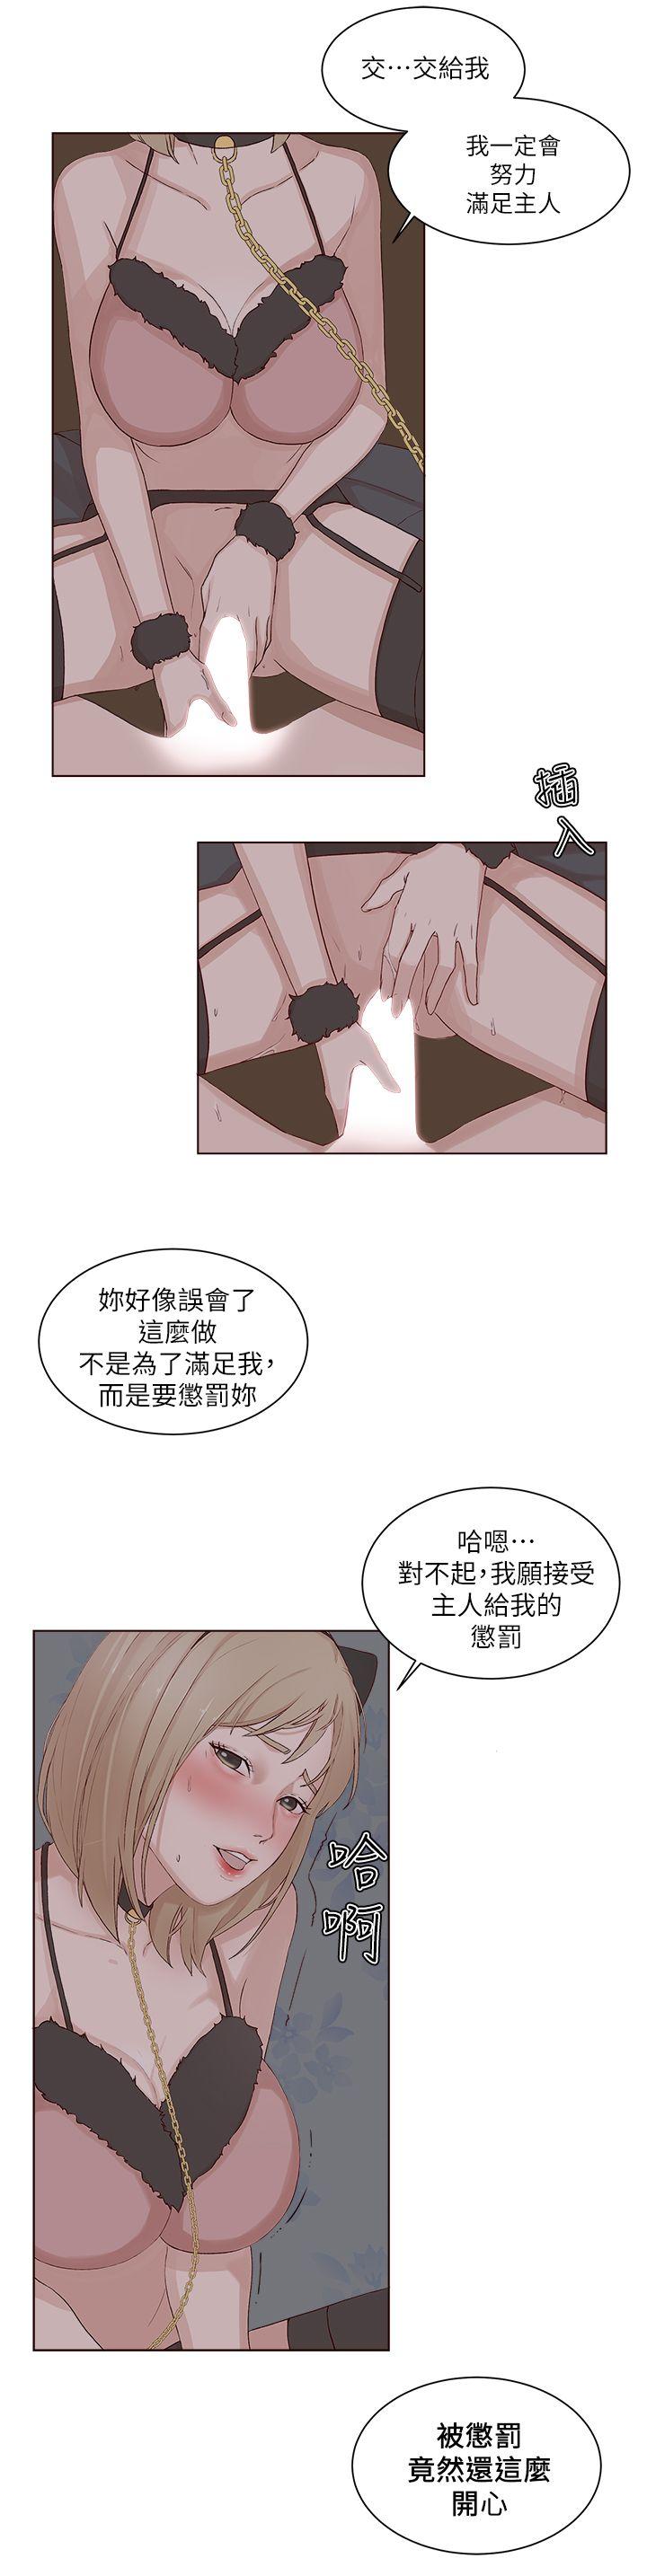 交…交給我
我一定會
努力
滿足主人
插
入
妳好像誤會了
這麼做
不是為了滿足我，
而是要懲罰妳
哈嗯…
對不起，我願接受
主人給我的
懲罰
哈
啊
被懲罰
竟然還這麼
開心